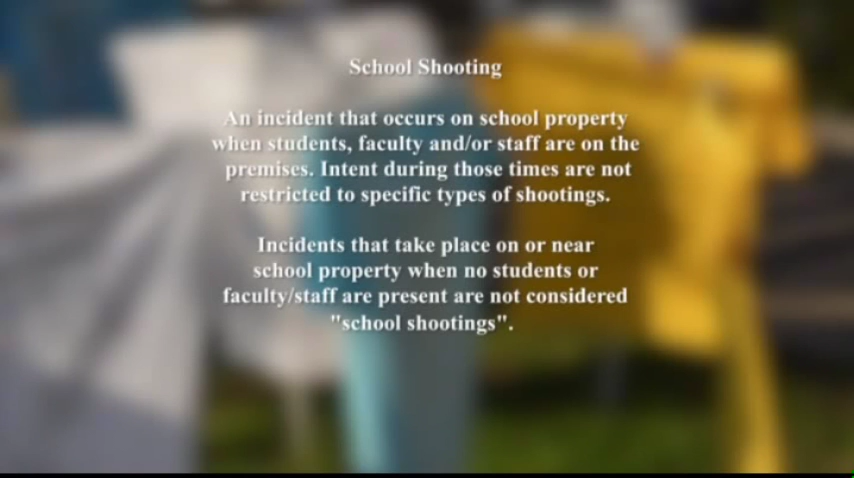 School Shooting
An incident that occurs on school property
when students, faculty and/or staff are on the
premises. Intent during those times are not
restricted to specific types of shootings.
Incidents that take place on or near
school property when no students or
faculty/staff are present are not considered
"school shootings".